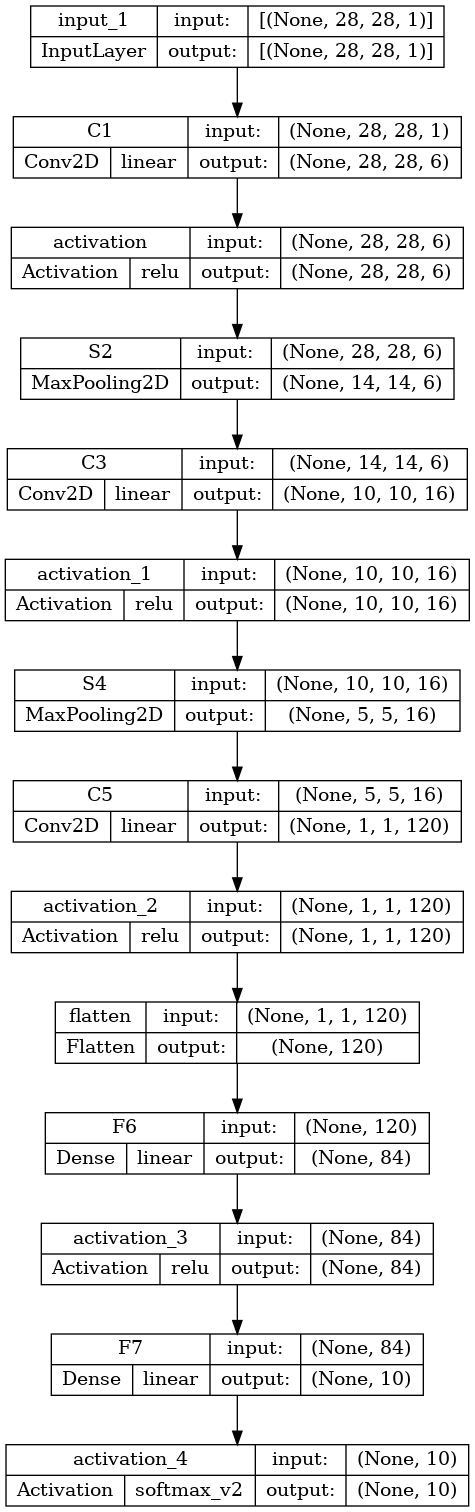 input_1 input: [(None, 28, 28, 1)]
InputLayer output: [(None, 28, 28, 1)]
C1 input: (None, 28, 28, 1)
Conv2D linear output: (None, 28, 28, 6)
activation input: (None, 28, 28, 6)
Activation relu output: (None, 28, 28, 6)
S2 input: (None, 28, 28, 6)
MaxPooling2D output: (None, 14, 14, 6)
C3 input: (None, 14, 14, 6)
Conv2D linear output: (None, 10, 10, 16)
activation_1 input: (None, 10, 10, 16)
Activation relu output: (None, 10, 10, 16)
S4 input: (None, 10, 10, 16)
MaxPooling2D output: (None, 5, 5, 16)
C5 input: (None, 5, 5, 16)
Conv2D linear output: (None, 1, 1, 120)
activation_2 input: (None, 1, 1, 120)
Activation relu output: (None, 1, 1, 120)
flatten input: (None, 1, 1, 120)
Flatten output: (None, 120)
F6 input: (None, 120)
Dense linear output: (None, 84)
activation_3 input: (None, 84)
Activation relu output: (None, 84)
F7 input: (None, 84)
Dense linear output: (None, 10)
activation_4 input: (None, 10)
Activation softmax_v2 output: (None, 10)